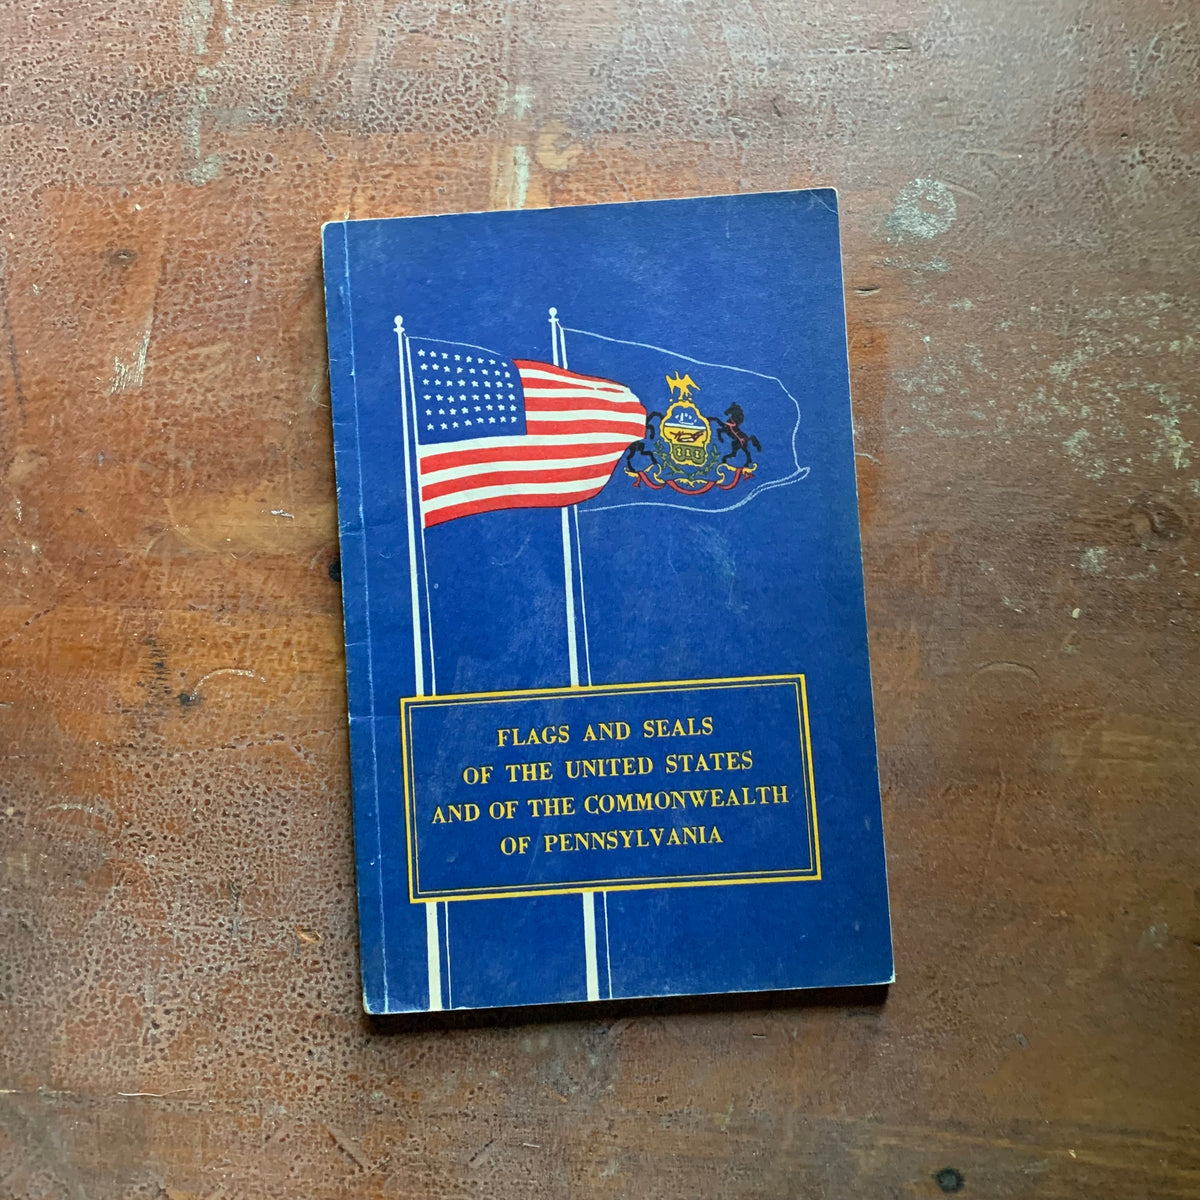 FLAGS AND SEALS
OF THE UNITED STATES
AND OF THE COMMONWEALTH
OF PENNSYLVANIA